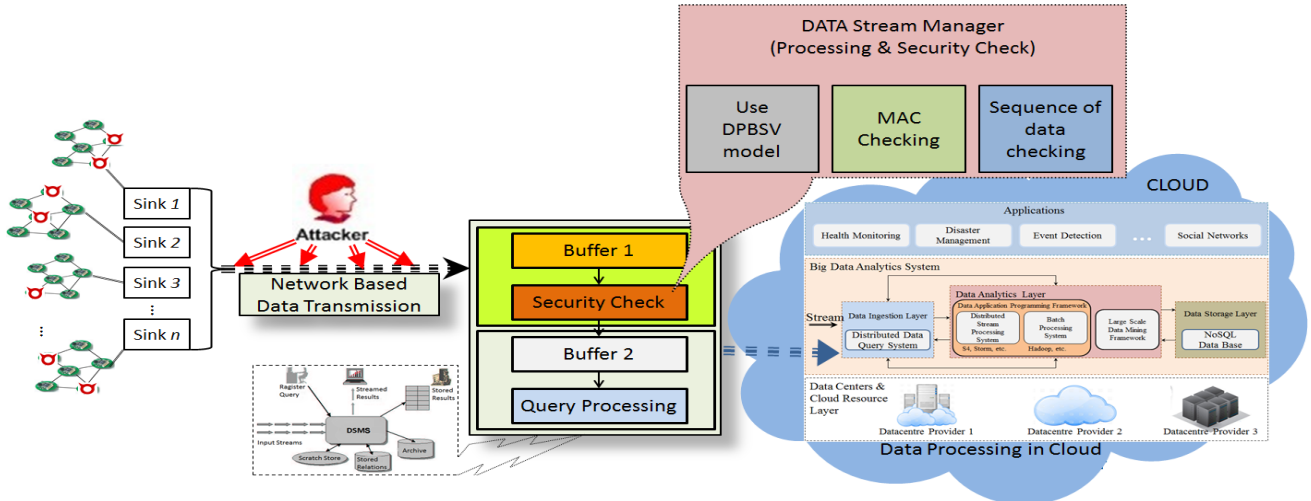 DATA Stream Manager
(Processing & Security Check)
Use
DPBSV
model
MAC
Checking
Sequence of
data
checking
Sink 1
Sink 2
Sink 3
...
Sink n
...
Attacker
Network Based
Data Transmission
Buffer 1
Security Check
Buffer 2
Query Processing
Ragister
Query
Streamed
Results
Stored
Results
DSMS
Input Streams
Scratch Store
Stored
Relations
Archive
CLOUD
Applications
Health Monitoring
Disaster
Management
Event Detection
...
Social Networks
Big Data Analytics System
Stream
Data Ingestion Layer
Distributed Data
Query System
Data Analytics Layer
Data Application Programming Framework
Distributed
Stream
Processing
System
S4, Storm, etc.
Batch
Processing
System
Hadoop, etc.
Large Scale
Data Mining
Framework
Data Storage Layer
NoSQL
Data Base
Data Centers &
Cloud Resource
Layer
Datacentre Provider 1
Datacentre Provider 2
Datacentre Provider 3
Data Processing in Cloud